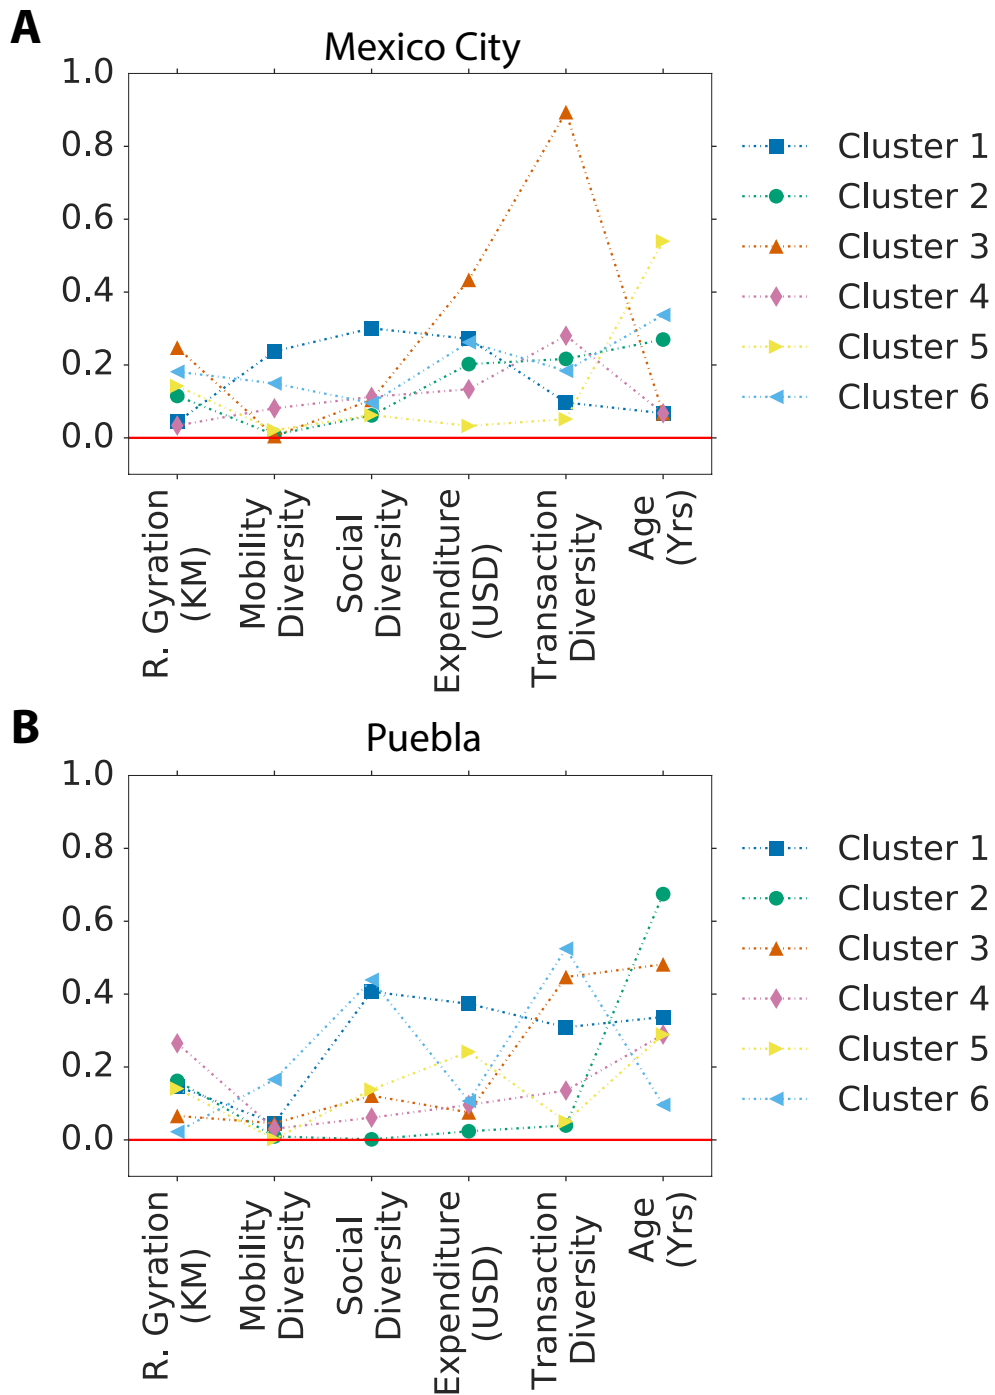 A
Mexico City
1.0
0.8
0.6
0.4
0.2
0.0
R. Gyration
(KM)
Mobility
Diversity
Social
Diversity
Expenditure
(USD)
Transaction
Diversity
Age
(Yrs)
Cluster 1
Cluster 2
Cluster 3
Cluster 4
Cluster 5
Cluster 6
B
Puebla
1.0
0.8
0.6
0.4
0.2
0.0
R. Gyration
(KM)
Mobility
Diversity
Social
Diversity
Expenditure
(USD)
Transaction
Diversity
Age
(Yrs)
Cluster 1
Cluster 2
Cluster 3
Cluster 4
Cluster 5
Cluster 6